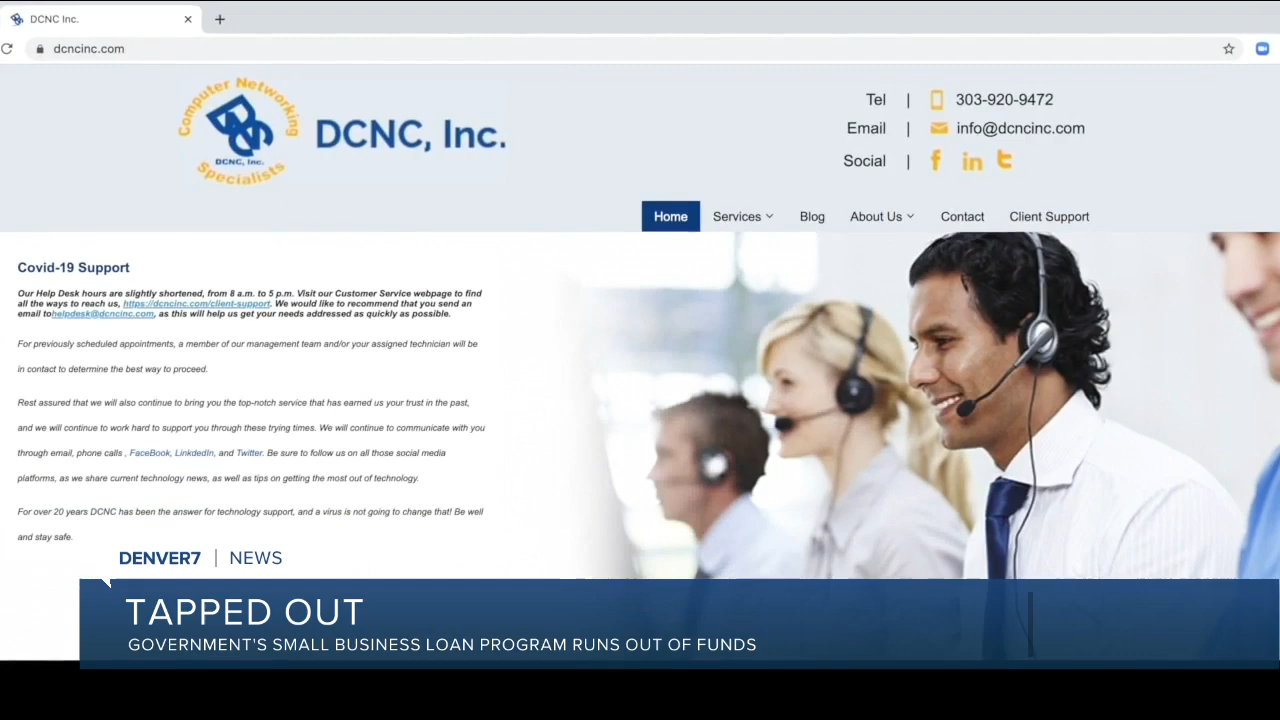 DCNC Inc.
dcncinc.com
Computer Networking
DCNC, Inc.
Specialists
DCNC, Inc.
Tel | 303-920-9472
Email | info@dcncinc.com
Social |
Home Services Blog About Us Contact Client Support
Covid-19 Support
Our Help Desk hours are slightly shortened, from 8 a.m. to 5 p.m. Visit our Customer Service webpage to find
all the ways to reach us, https://dcncinc.com/client-support. We would like to recommend that you send an
email tohelpdesk@dcncinc.com, as this will help us get your needs addressed as quickly as possible.
For previously scheduled appointments, a member of our management team and/or your assigned technician will be
in contact to determine the best way to proceed.
Rest assured that we will also continue to bring you the top-notch service that has earned us your trust in the past,
and we will continue to work hard to support you through these trying times. We will continue to communicate with you
through email, phone calls , FaceBook, LinkdedIn, and Twitter. Be sure to follow us on all those social media
platforms, as we share current technology news, as well as tips on getting the most out of technology.
For over 20 years DCNC has been the answer for technology support, and a virus is not going to change that! Be well
and stay safe.
DENVER7 | NEWS
TAPPED OUT
GOVERNMENT'S SMALL BUSINESS LOAN PROGRAM RUNS OUT OF FUNDS